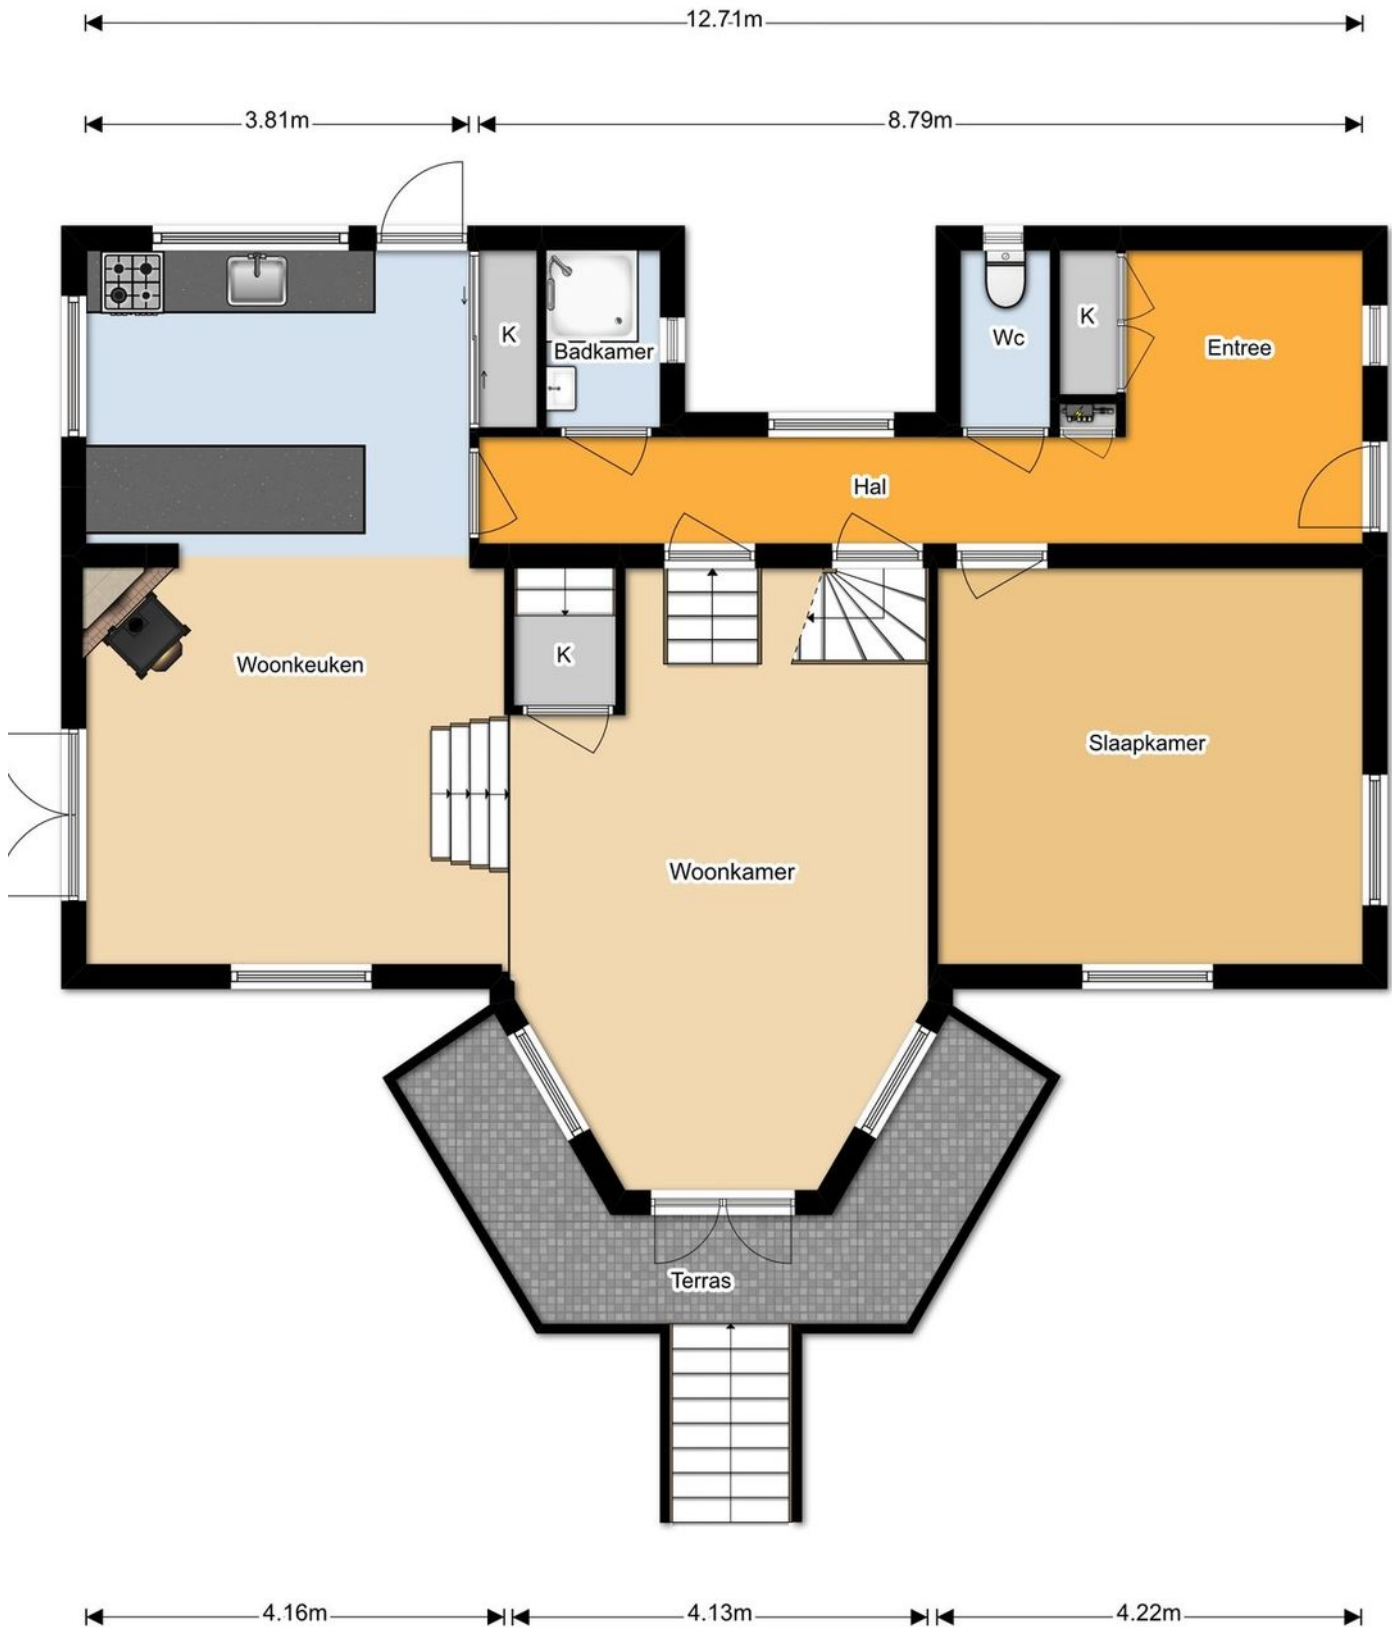 12.71m
3.81m
8.79m
K
Badkamer
Wc
K
Entree
Hal
Woonkeuken
K
Slaapkamer
Woonkamer
Terras
4.16m
4.13m
4.22m